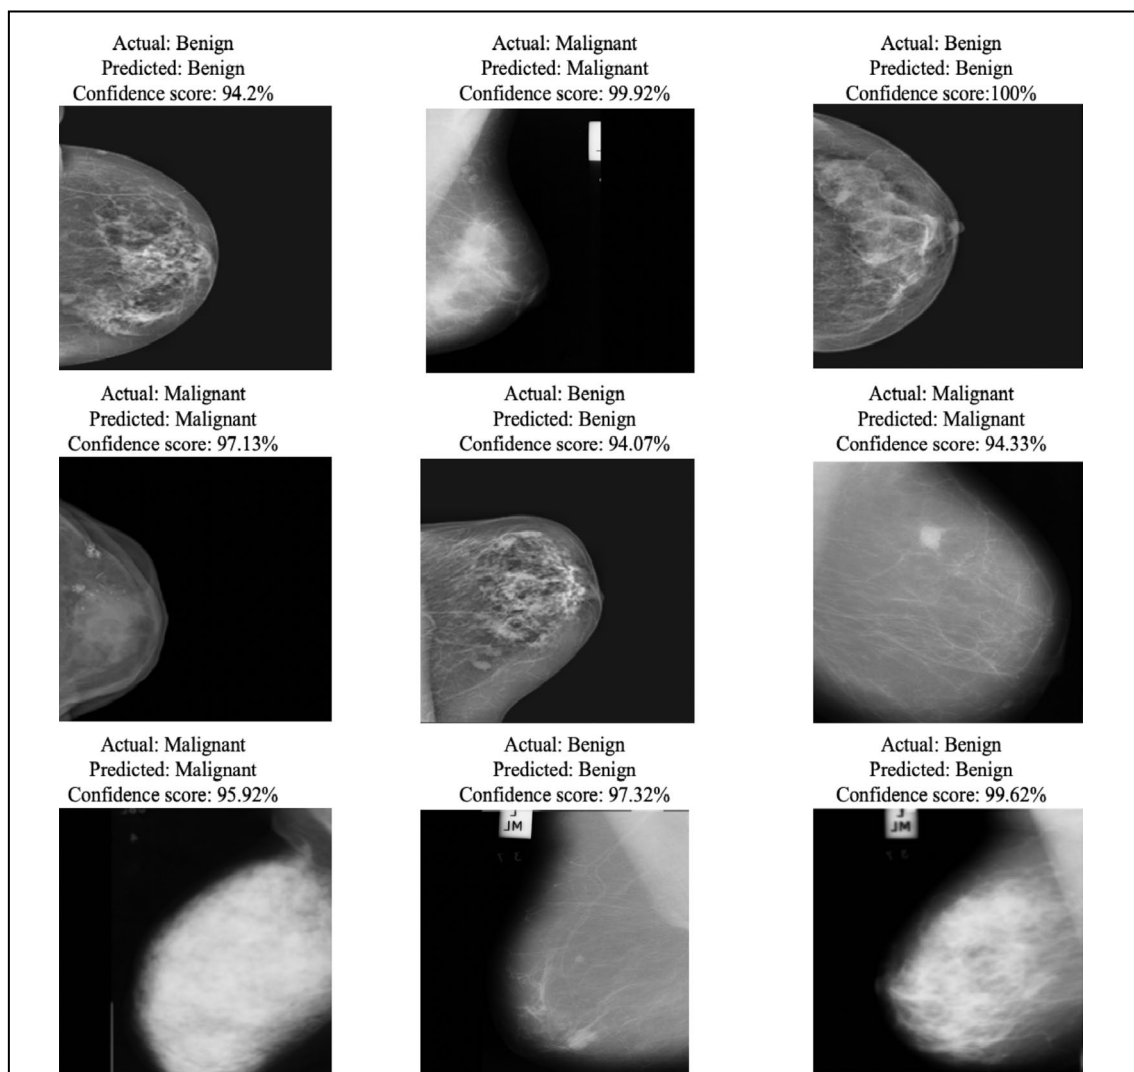 Actual: Benign
Predicted: Benign
Confidence score: 94.2%
Actual: Malignant
Predicted: Malignant
Confidence score: 99.92%
Actual: Benign
Predicted: Benign
Confidence score:100%
Actual: Malignant
Predicted: Malignant
Confidence score: 97.13%
Actual: Benign
Predicted: Benign
Confidence score: 94.07%
Actual: Malignant
Predicted: Malignant
Confidence score: 94.33%
Actual: Malignant
Predicted: Malignant
Confidence score: 95.92%
Actual: Benign
Predicted: Benign
Confidence score: 97.32%
Actual: Benign
Predicted: Benign
Confidence score: 99.62%
L
ML
L
ML